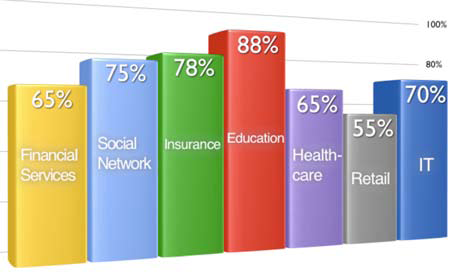 100%
80%
65%
75%
78%
88%
65%
55%
70%
Financial
Services
Social
Network
Insurance
Education
Health-
care
Retail
IT